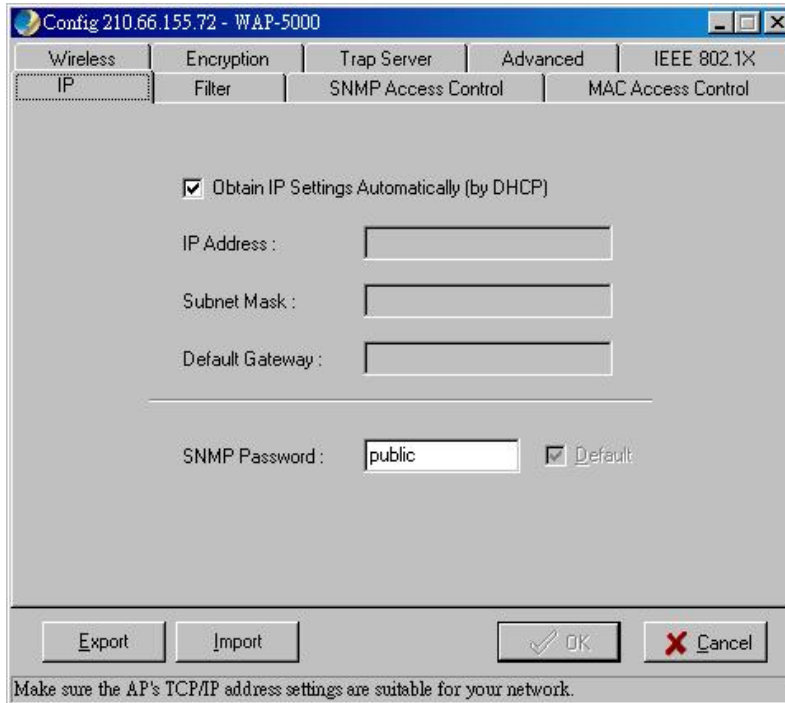 Config 210.66.155.72 - WAP-5000
Wireless Encryption Trap Server Advanced IEEE 802.1X
IP Filter SNMP Access Control MAC Access Control
Obtain IP Settings Automatically (by DHCP)
IP Address :
Subnet Mask :
Default Gateway :
SNMP Password : public Default
Export Import OK Cancel
Make sure the AP's TCP/IP address settings are suitable for your network.